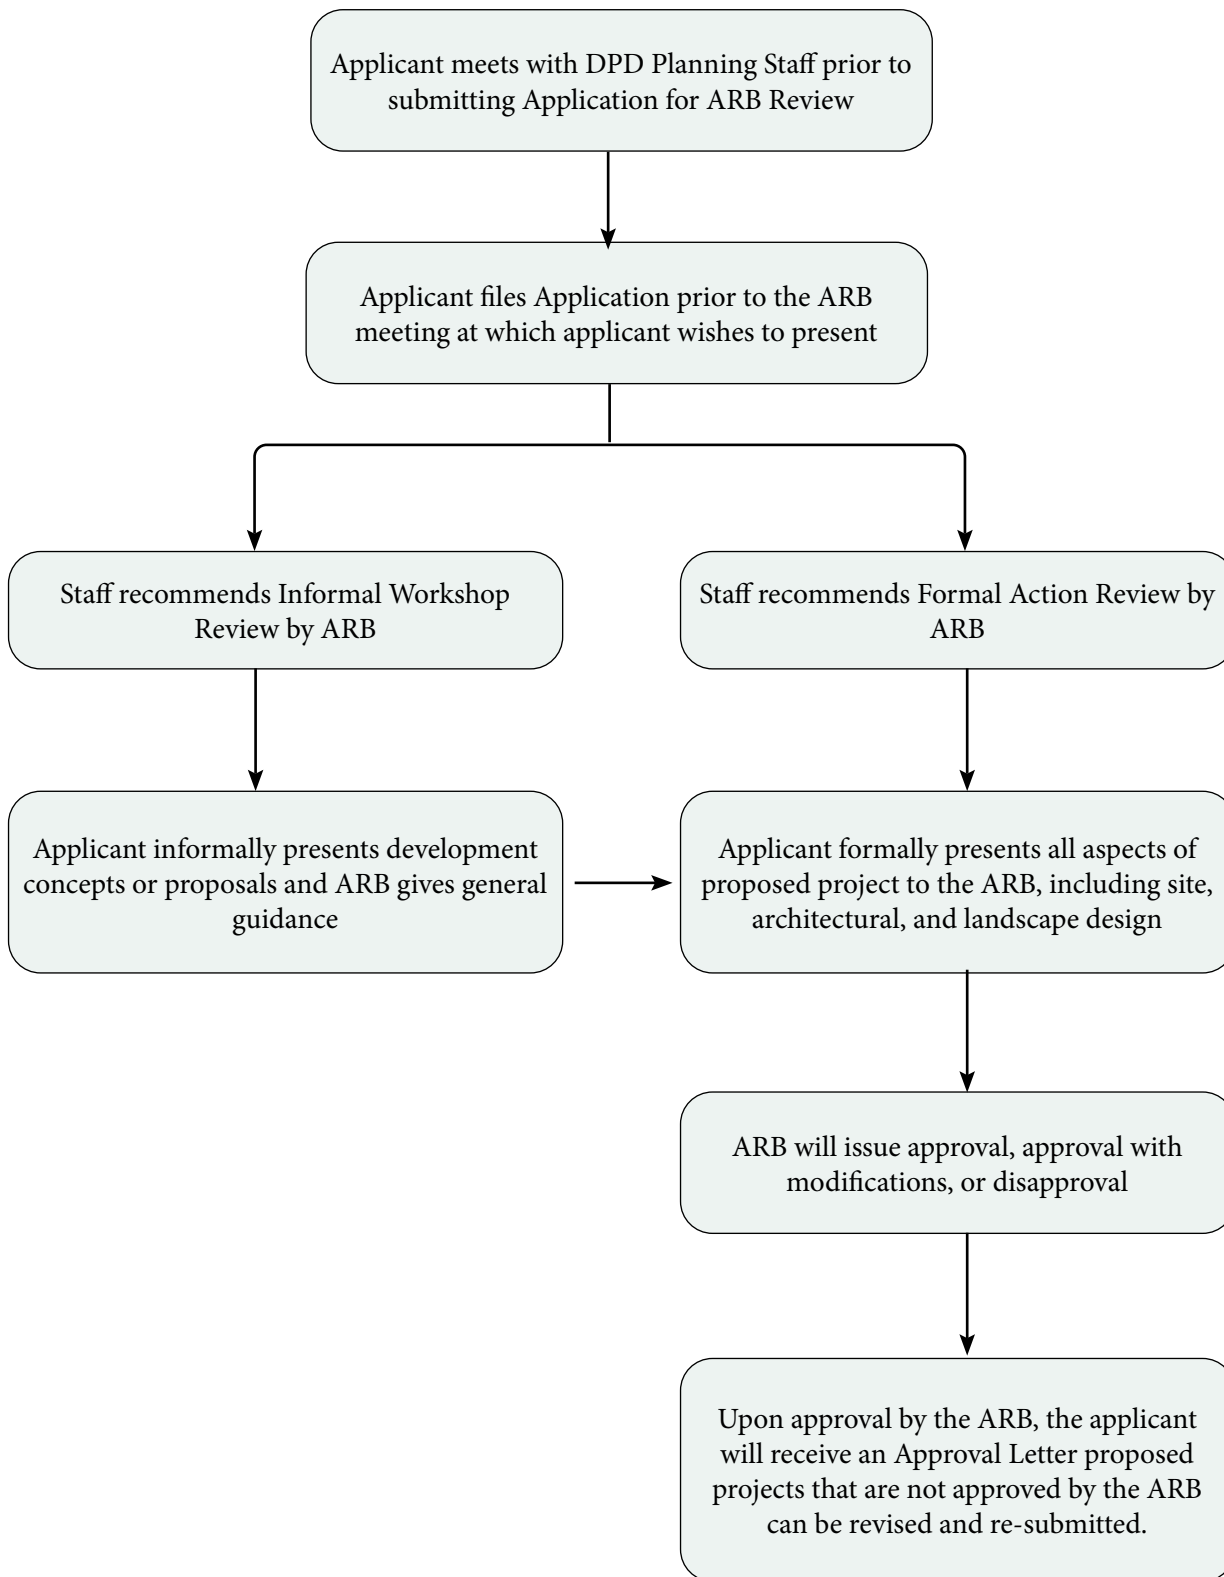 Applicant meets with DPD Planning Staff prior to
submitting Application for ARB Review
Applicant files Application prior to the ARB
meeting at which applicant wishes to present
Staff recommends Informal Workshop
Review by ARB
Staff recommends Formal Action Review by
ARB
Applicant informally presents development
concepts or proposals and ARB gives general
guidance
Applicant formally presents all aspects of
proposed project to the ARB, including site,
architectural, and landscape design
ARB will issue approval, approval with
modifications, or disapproval
Upon approval by the ARB, the applicant
will receive an Approval Letter proposed
projects that are not approved by the ARB
can be revised and re-submitted.